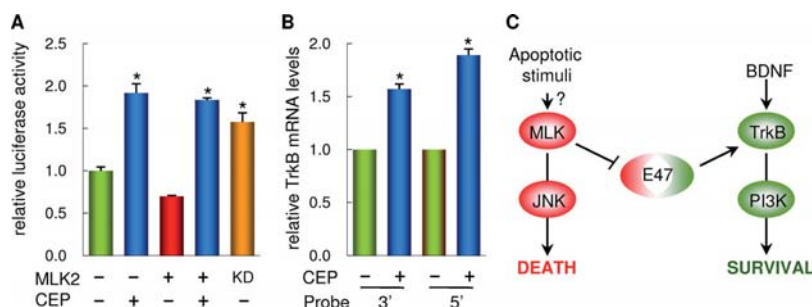 A
relative luciferase activity
2.5
2.0
1.5
1.0
0.5
0.0
* * *
MLK2 – – + + KD
CEP – + – + –
B
relative TrkB mRNA levels
2.0
1.5
1.0
0.5
0.0
* *
CEP – + – +
Probe 3' 5'
C
Apoptotic
stimuli
?
MLK
JNK
DEATH
E47
BDNF
TrkB
PI3K
SURVIVAL